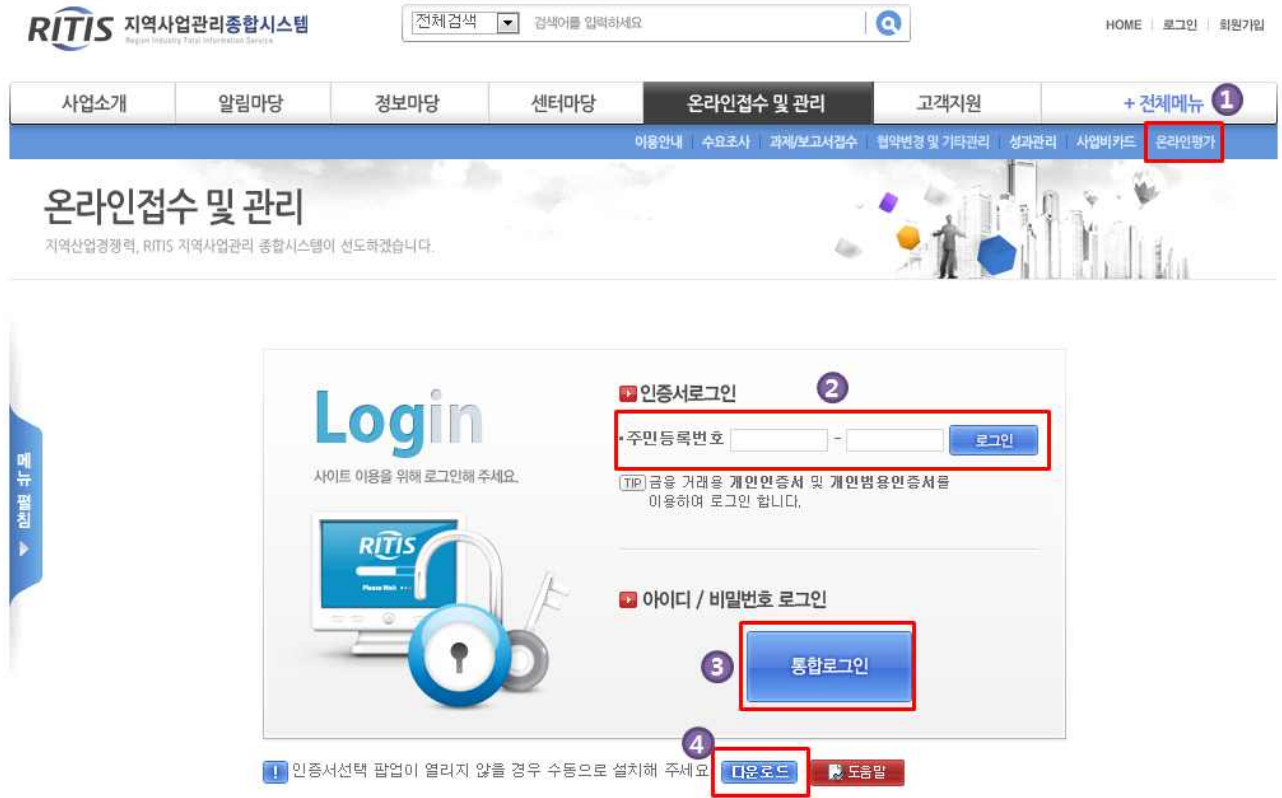 RITIS 지역사업관리종합시스템
Region Industry Total Information Service
전체검색 검색어를 입력하세요
HOME 로그인 회원가입
사업소개 알림마당 정보마당 센터마당 온라인접수 및 관리 고객지원 + 전체메뉴 1
이용안내 수요조사 과제/보고서접수 협약변경 및 기타관리 성과관리 사업비카드 온라인평가
온라인접수 및 관리
지역산업경쟁력, RITIS 지역사업관리 종합시스템이 선도하겠습니다.
메뉴 펼침
Login
사이트 이용을 위해 로그인해 주세요.
RITIS
Please Wait
인증서로그인 2
주민등록번호 - 로그인
TIP 금융 거래용 개인인증서 및 개인범용인증서를
이용하여 로그인 합니다.
아이디 / 비밀번호 로그인
3 통합로그인
4
! 인증서선택 팝업이 열리지 않을 경우 수동으로 설치해 주세요 다운로드 도움말